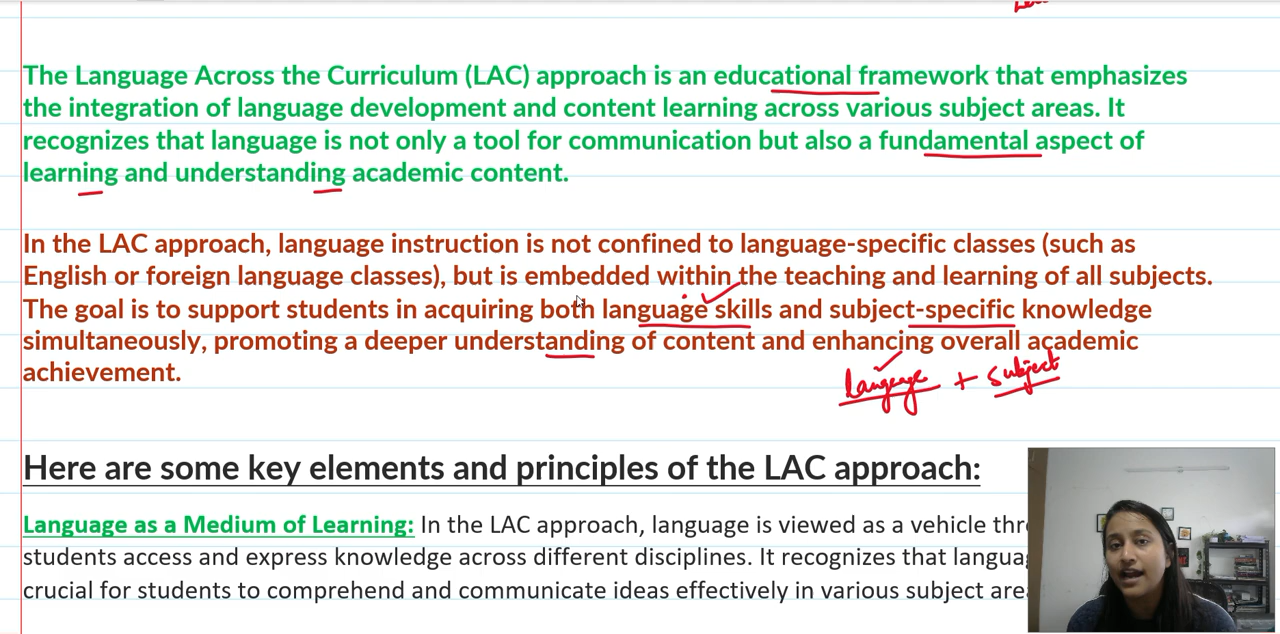 The Language Across the Curriculum (LAC) approach is an educational framework that emphasizes
the integration of language development and content learning across various subject areas. It
recognizes that language is not only a tool for communication but also a fundamental aspect of
learning and understanding academic content.
In the LAC approach, language instruction is not confined to language-specific classes (such as
English or foreign language classes), but is embedded within the teaching and learning of all subjects.
The goal is to support students in acquiring both language skills and subject-specific knowledge
simultaneously, promoting a deeper understanding of content and enhancing overall academic
achievement.
language + subject
Here are some key elements and principles of the LAC approach:
Language as a Medium of Learning: In the LAC approach, language is viewed as a vehicle
students access and express knowledge across different disciplines. It recognizes that
crucial for students to comprehend and communicate ideas effectively in various subject